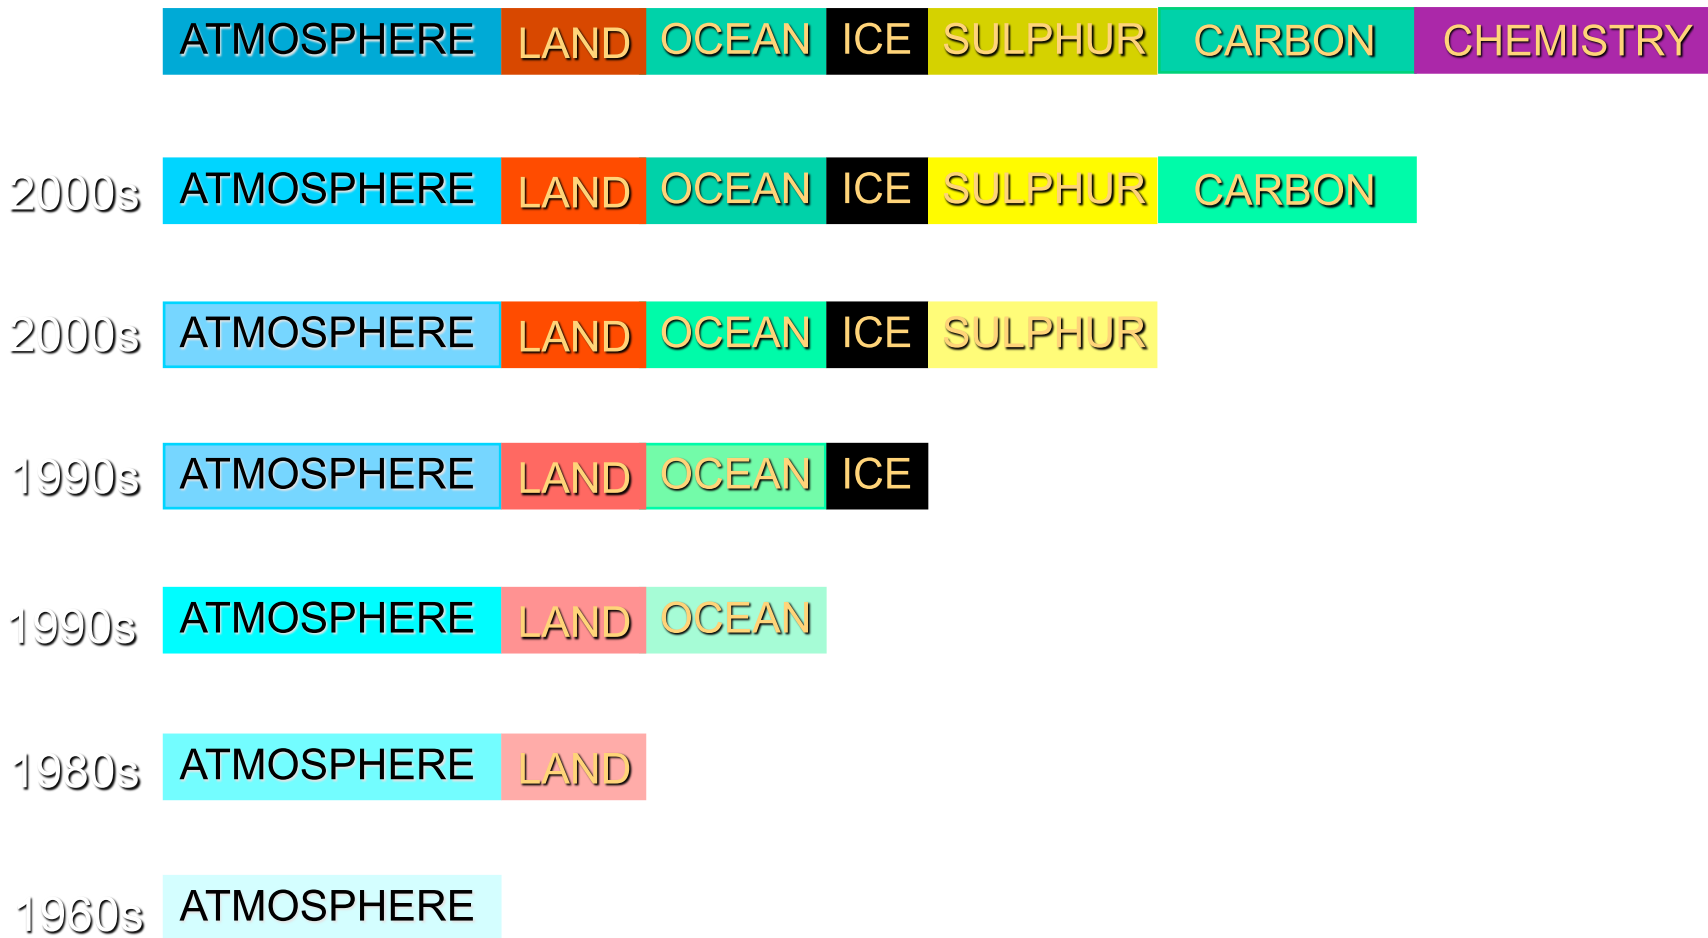 ATMOSPHERE LAND OCEAN ICE SULPHUR CARBON CHEMISTRY
2000s ATMOSPHERE LAND OCEAN ICE SULPHUR CARBON
2000s ATMOSPHERE LAND OCEAN ICE SULPHUR
1990s ATMOSPHERE LAND OCEAN ICE
1990s ATMOSPHERE LAND OCEAN
1980s ATMOSPHERE LAND
1960s ATMOSPHERE